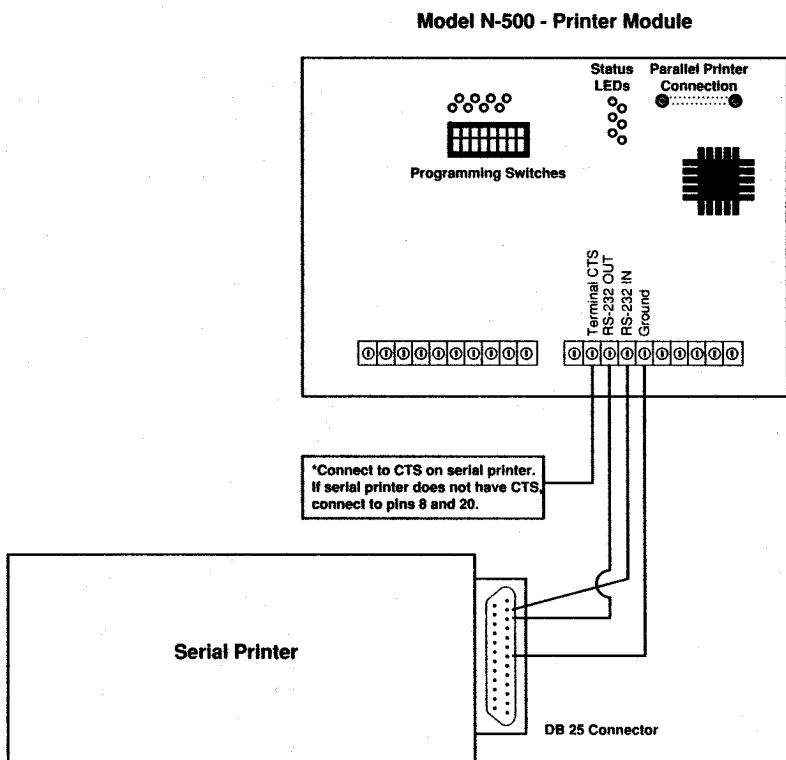 Model N-500 - Printer Module
Status
LEDs
Parallel Printer
Connection
Programming Switches
Terminal CTS
RS-232 OUT
RS-232 IN
Ground
*Connect to CTS on serial printer.
If serial printer does not have CTS,
connect to pins 8 and 20.
Serial Printer
DB 25 Connector